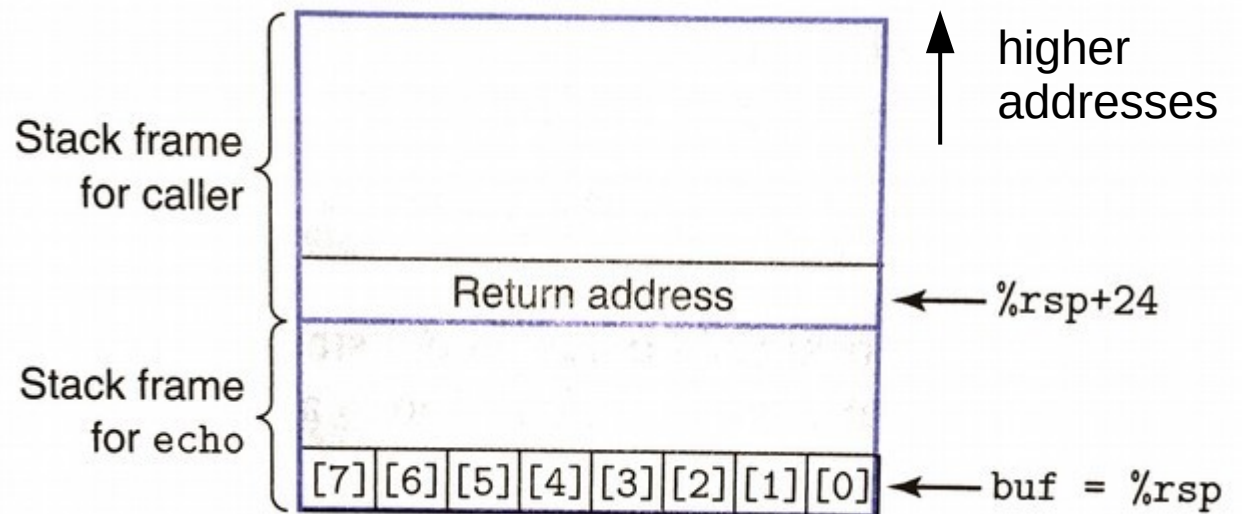 higher
addresses
Stack frame
for caller
Return address
%rsp+24
Stack frame
for echo
[7] [6] [5] [4] [3] [2] [1] [0]
buf = %rsp